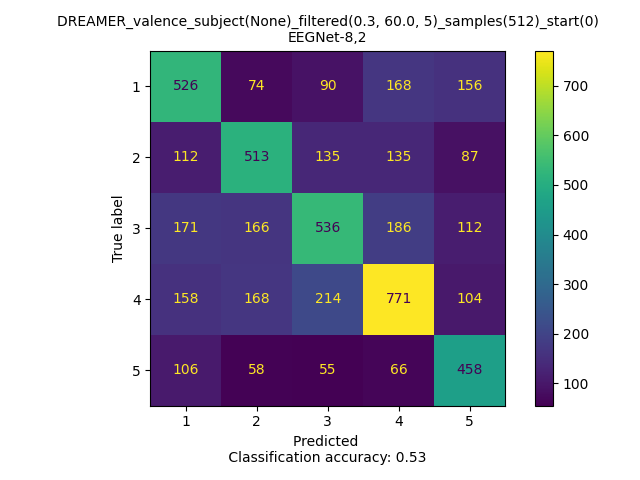 DREAMER_valence_subject(None)_filtered(0.3, 60.0, 5)_samples(512)_start(0)
EEGNet-8,2
1 526 74 90 168 156
2 112 513 135 135 87
3 171 166 536 186 112
4 158 168 214 771 104
5 106 58 55 66 458
True label
1 2 3 4 5
Predicted
Classification accuracy: 0.53
700
600
500
400
300
200
100